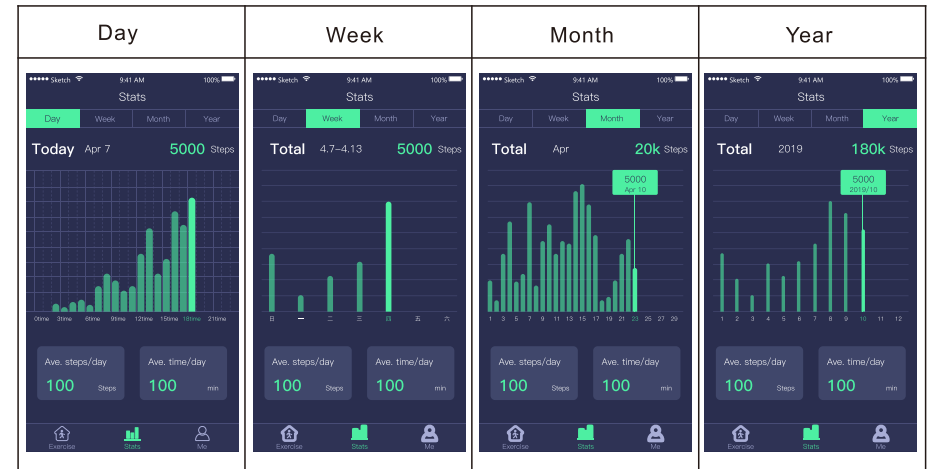 Day Week Month Year
Sketch 9:41 AM 100%
Stats
Day Week Month Year
Today Apr 7 5000 Steps
0time 3time 6time 9time 12time 15time 18time 21time
Ave. steps/day Ave. time/day
100 Steps 100 min
Exercise Stats Me
Sketch 9:41 AM 100%
Stats
Day Week Month Year
Total 4.7-4.13 5000 Steps
日 一 二 三 四 五 六
Ave. steps/day Ave. time/day
100 Steps 100 min
Exercise Stats Me
Sketch 9:41 AM 100%
Stats
Day Week Month Year
Total Apr 20k Steps
5000
Apr 10
1 3 5 7 9 11 13 15 17 19 21 23 25 27 29
Ave. steps/day Ave. time/day
100 Steps 100 min
Exercise Stats Me
Sketch 9:41 AM 100%
Stats
Day Week Month Year
Total 2019 180k Steps
5000
2019/10
1 2 3 4 5 6 7 8 9 10 11 12
Ave. steps/day Ave. time/day
100 Steps 100 min
Exercise Stats Me